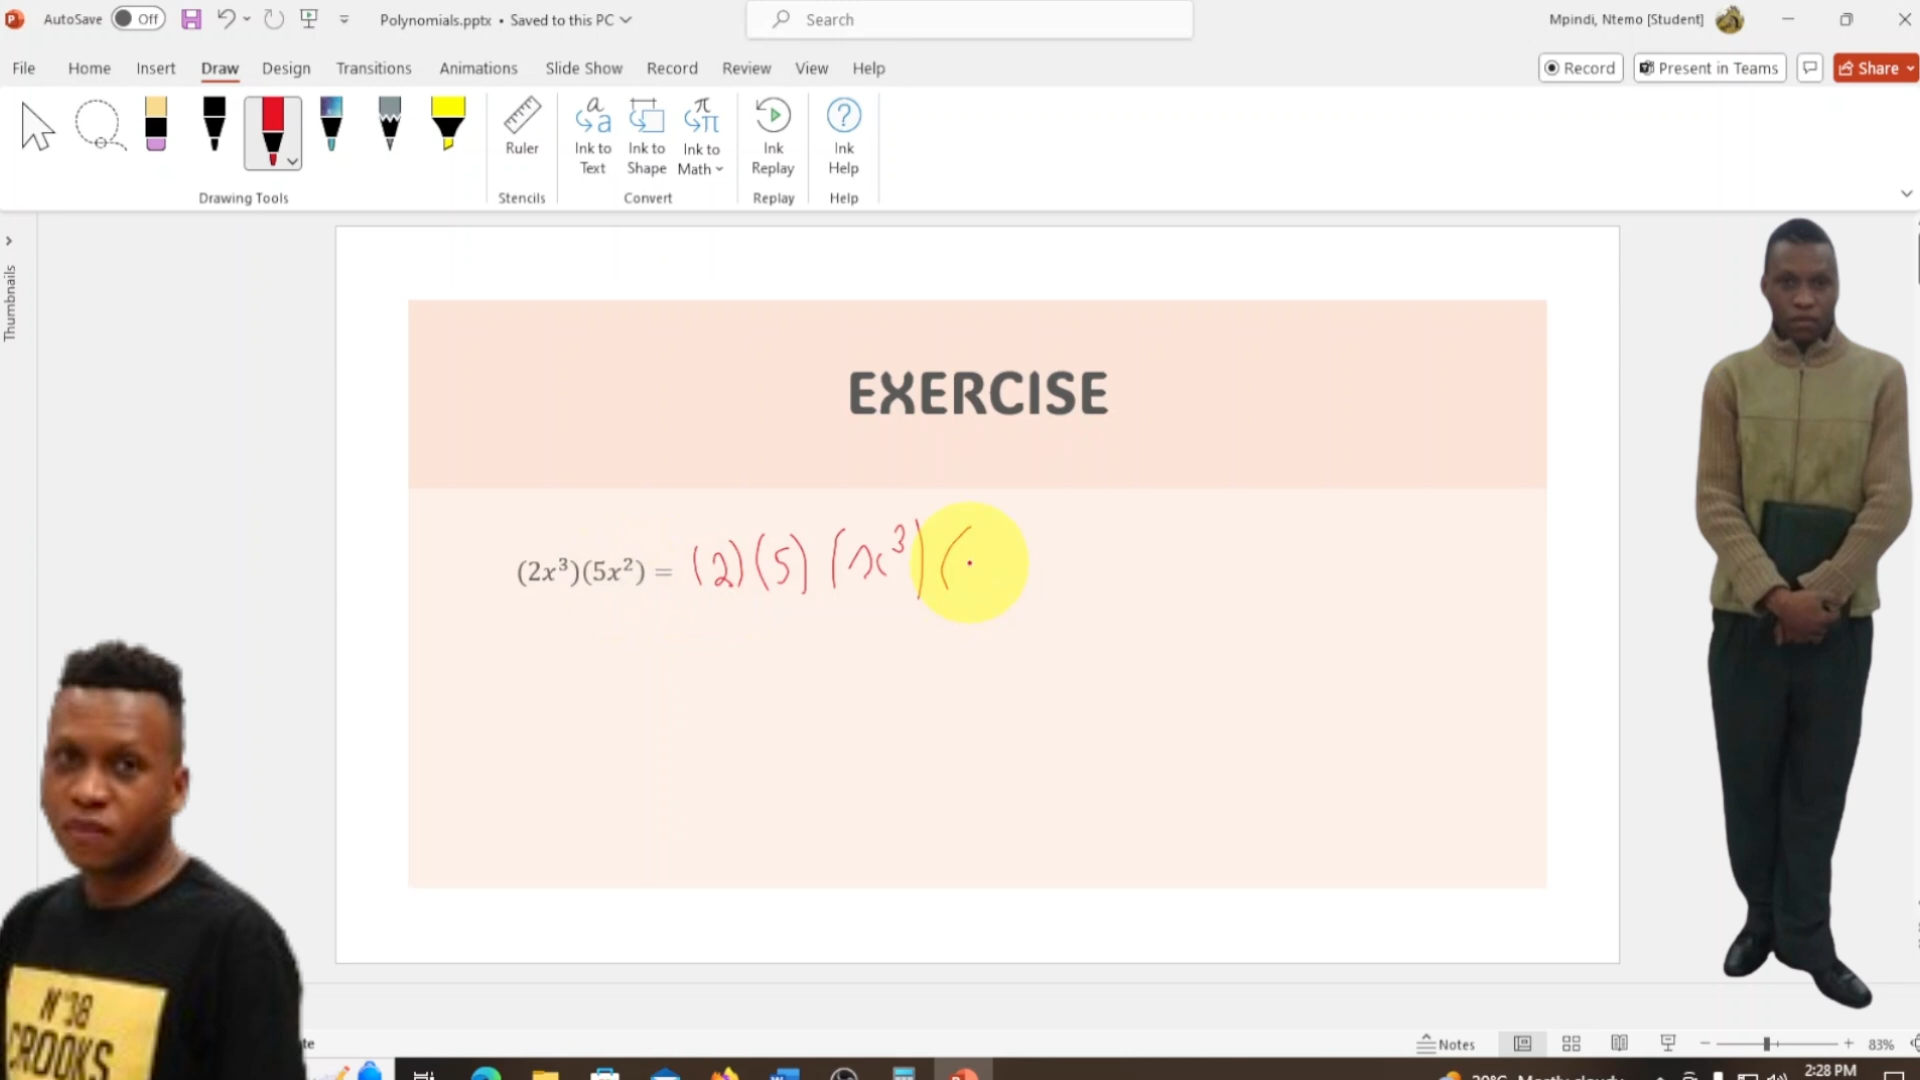 AutoSave Off Polynomials.pptx • Saved to this PC Search Mpindi, Ntemo [Student]
File Home Insert Draw Design Transitions Animations Slide Show Record Review View Help Record Present in Teams Share
Ruler
Ink to Text
Ink to Shape
Ink to Math
Ink Replay
Ink Help
Drawing Tools Stencils Convert Replay Help
Thumbnails
EXERCISE
(2x³)(5x²) = (2)(5)(x³)(
N°38
CROOKS
te Notes 83%
2:28 PM